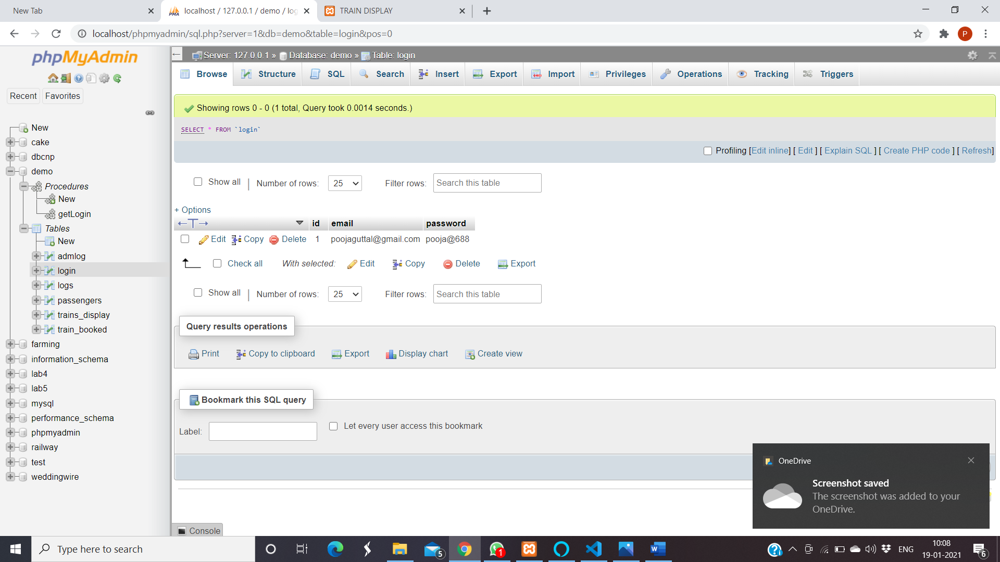 New Tab
localhost / 127.0.0.1 / demo / log
TRAIN DISPLAY
localhost/phpmyadmin/sql.php?server=1&db=demo&table=login&pos=0
P
phpMyAdmin
Recent
Favorites
New
cake
dbcnp
demo
Procedures
New
getLogin
Tables
New
admlog
login
logs
passengers
trains_display
train_booked
farming
information_schema
lab4
lab5
mysql
performance_schema
phpmyadmin
railway
test
weddingwire
Server: 127.0.0.1 » Database: demo » Table: login
Browse Structure SQL Search Insert Export Import Privileges Operations Tracking Triggers
Showing rows 0 - 0 (1 total, Query took 0.0014 seconds.)
SELECT * FROM `login`
Profiling [Edit inline] [ Edit ] [ Explain SQL ] [ Create PHP code ] [ Refresh]
Show all | Number of rows: 25 Filter rows: Search this table
+ Options
←T→ id email password
Edit Copy Delete 1 poojaguttal@gmail.com pooja@688
Check all With selected: Edit Copy Delete Export
Show all | Number of rows: 25 Filter rows: Search this table
Query results operations
Print Copy to clipboard Export Display chart Create view
Bookmark this SQL query
Label:
Let every user access this bookmark
Console
OneDrive
Screenshot saved
The screenshot was added to your
OneDrive.
Type here to search
5
1
ENG
10:08
19-01-2021
6